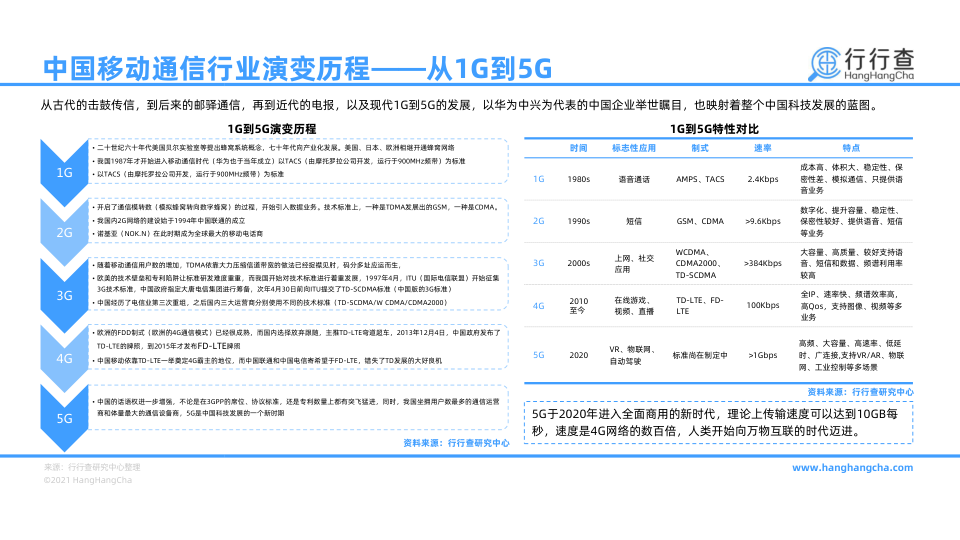 中国移动通信行业演变历程——从1G到5G
行行查
HangHangCha
从古代的击鼓传信，到后来的邮驿通信，再到近代的电报，以及现代1G到5G的发展，以华为中兴为代表的中国企业举世瞩目，也映射着整个中国科技发展的蓝图。
1G到5G演变历程
1G
• 二十世纪六十年代美国贝尔实验室等提出蜂窝系统概念，七十年代向产业化发展。美国、日本、欧洲相继开通蜂窝网络
• 我国1987年才开始进入移动通信时代（华为也于当年成立）以TACS（由摩托罗拉公司开发，运行于900MHz频带）为标准
• 以TACS（由摩托罗拉公司开发，运行于900MHz频带）为标准
2G
• 开启了通信模转数（模拟蜂窝转向数字蜂窝）的过程，开始引入数据业务。技术标准上，一种是TDMA发展出的GSM，一种是CDMA。
• 我国内2G网络的建设始于1994年中国联通的成立
• 诺基亚（NOK.N）在此时期成为全球最大的移动电话商
3G
• 随着移动通信用户数的增加，TDMA依靠大力压缩信道带宽的做法已经捉襟见肘，码分多址应运而生。
• 欧美的技术壁垒和专利陷阱让标准研发难度重重，而我国开始对技术标准进行着重发展，1997年4月，ITU（国际电信联盟）开始征集
3G技术标准，中国政府指定大唐电信集团进行筹备，次年4月30日前向ITU提交了TD-SCDMA标准（中国版的3G标准）
• 中国经历了电信业第三次重组，之后国内三大运营商分别使用不同的技术标准（TD-SCDMA/W CDMA/CDMA2000）
4G
• 欧洲的FDD制式（欧洲的4G通信模式）已经很成熟，而国内选择放弃跟随，主推TD-LTE弯道超车，2013年12月4日，中国政府发布了
TD-LTE的牌照，到2015年才发布FD-LTE牌照
• 中国移动依靠TD-LTE一举奠定4G霸主的地位，而中国联通和中国电信寄希望于FD-LTE，错失了TD发展的大好良机
5G
• 中国的话语权进一步增强，不论是在3GPP的席位、协议标准，还是专利数量上都有突飞猛进，同时，我国坐拥用户数最多的通信运营
商和体量最大的通信设备商，5G是中国科技发展的一个新时期
资料来源：行行查研究中心
1G到5G特性对比
时间 标志性应用 制式 速率 特点
1G 1980s 语音通话 AMPS、TACS 2.4Kbps 成本高、体积大、稳定性、保
密性差、模拟通信、只提供语
音业务
2G 1990s 短信 GSM、CDMA >9.6Kbps 数字化、提升容量、稳定性、
保密性较好、提供语音、短信
等业务
3G 2000s 上网、社交
应用 WCDMA、
CDMA2000、
TD-SCDMA >384Kbps 大容量、高质量、较好支持语
音、短信和数据、频谱利用率
较高
4G 2010
至今 在线游戏、
视频、直播 TD-LTE、FD-
LTE 100Kbps 全IP、速率快、频谱效率高，
高Qos，支持图像、视频等多
业务
5G 2020 VR、物联网、
自动驾驶 标准尚在制定中 >1Gbps 高频、大容量、高速率、低延
时、广连接,支持VR/AR、物联
网、工业控制等多场景
资料来源：行行查研究中心
5G于2020年进入全面商用的新时代，理论上传输速度可以达到10GB每
秒，速度是4G网络的数百倍，人类开始向万物互联的时代迈进。
来源：行行查研究中心整理
©2021 HangHangCha
www.hanghangcha.com